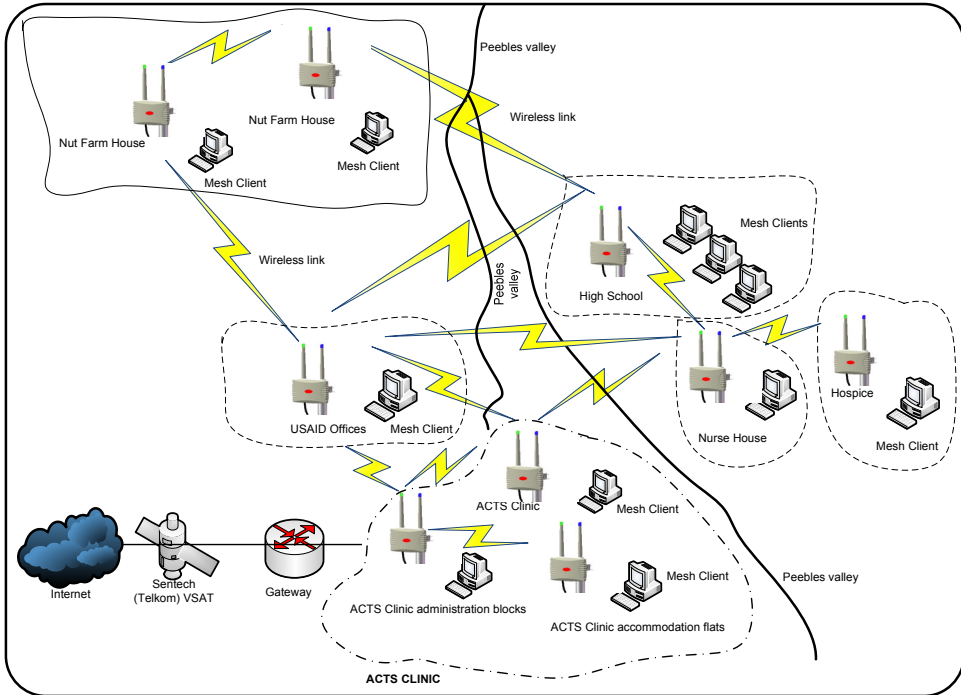 Peebles valley
Nut Farm House
Nut Farm House
Wireless link
Mesh Client
Mesh Client
Mesh Clients
Wireless link
Peebles
valley
High School
USAID Offices
Mesh Client
Nurse House
Hospice
Mesh Client
ACTS Clinic
Mesh Client
Internet
Sentech
(Telkom) VSAT
Gateway
ACTS Clinic administration blocks
Mesh Client
ACTS Clinic accommodation flats
Peebles valley
ACTS CLINIC